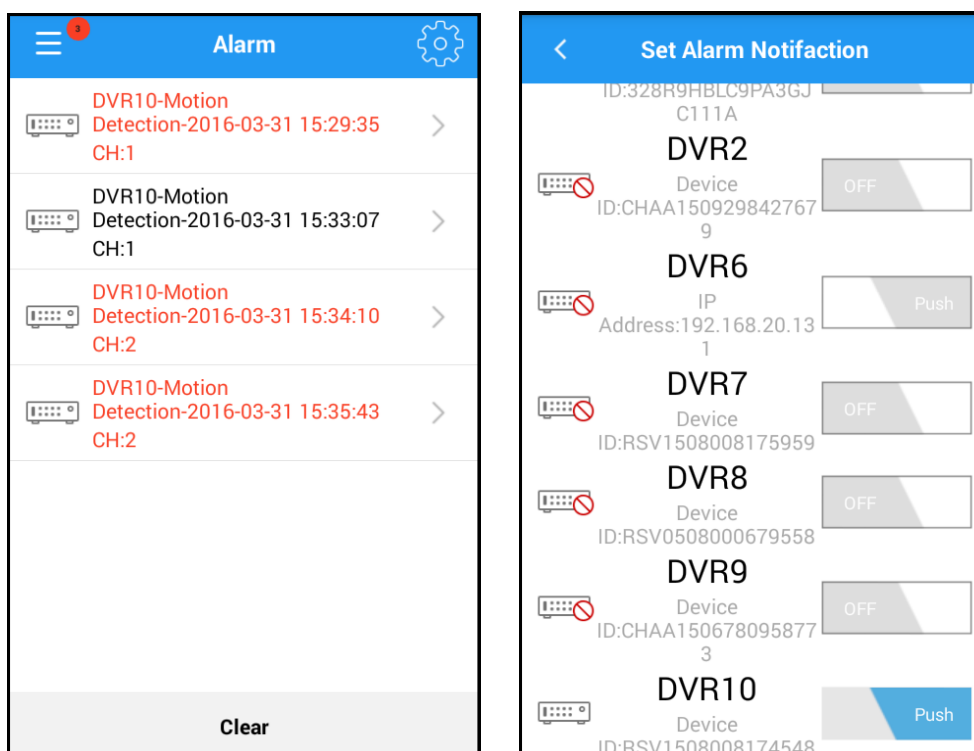 3
Alarm
DVR10-Motion
Detection-2016-03-31 15:29:35
CH:1
DVR10-Motion
Detection-2016-03-31 15:33:07
CH:1
DVR10-Motion
Detection-2016-03-31 15:34:10
CH:2
DVR10-Motion
Detection-2016-03-31 15:35:43
CH:2
Clear
Set Alarm Notifaction
ID:328R9HBLC9PA3GJ
C111A
DVR2
Device
ID:CHAA150929842767
9
OFF
DVR6
IP
Address:192.168.20.13
1
Push
DVR7
Device
ID:RSV1508008175959
OFF
DVR8
Device
ID:RSV0508000679558
OFF
DVR9
Device
ID:CHAA150678095877
3
OFF
DVR10
Device
ID:RSV1508008174548
Push